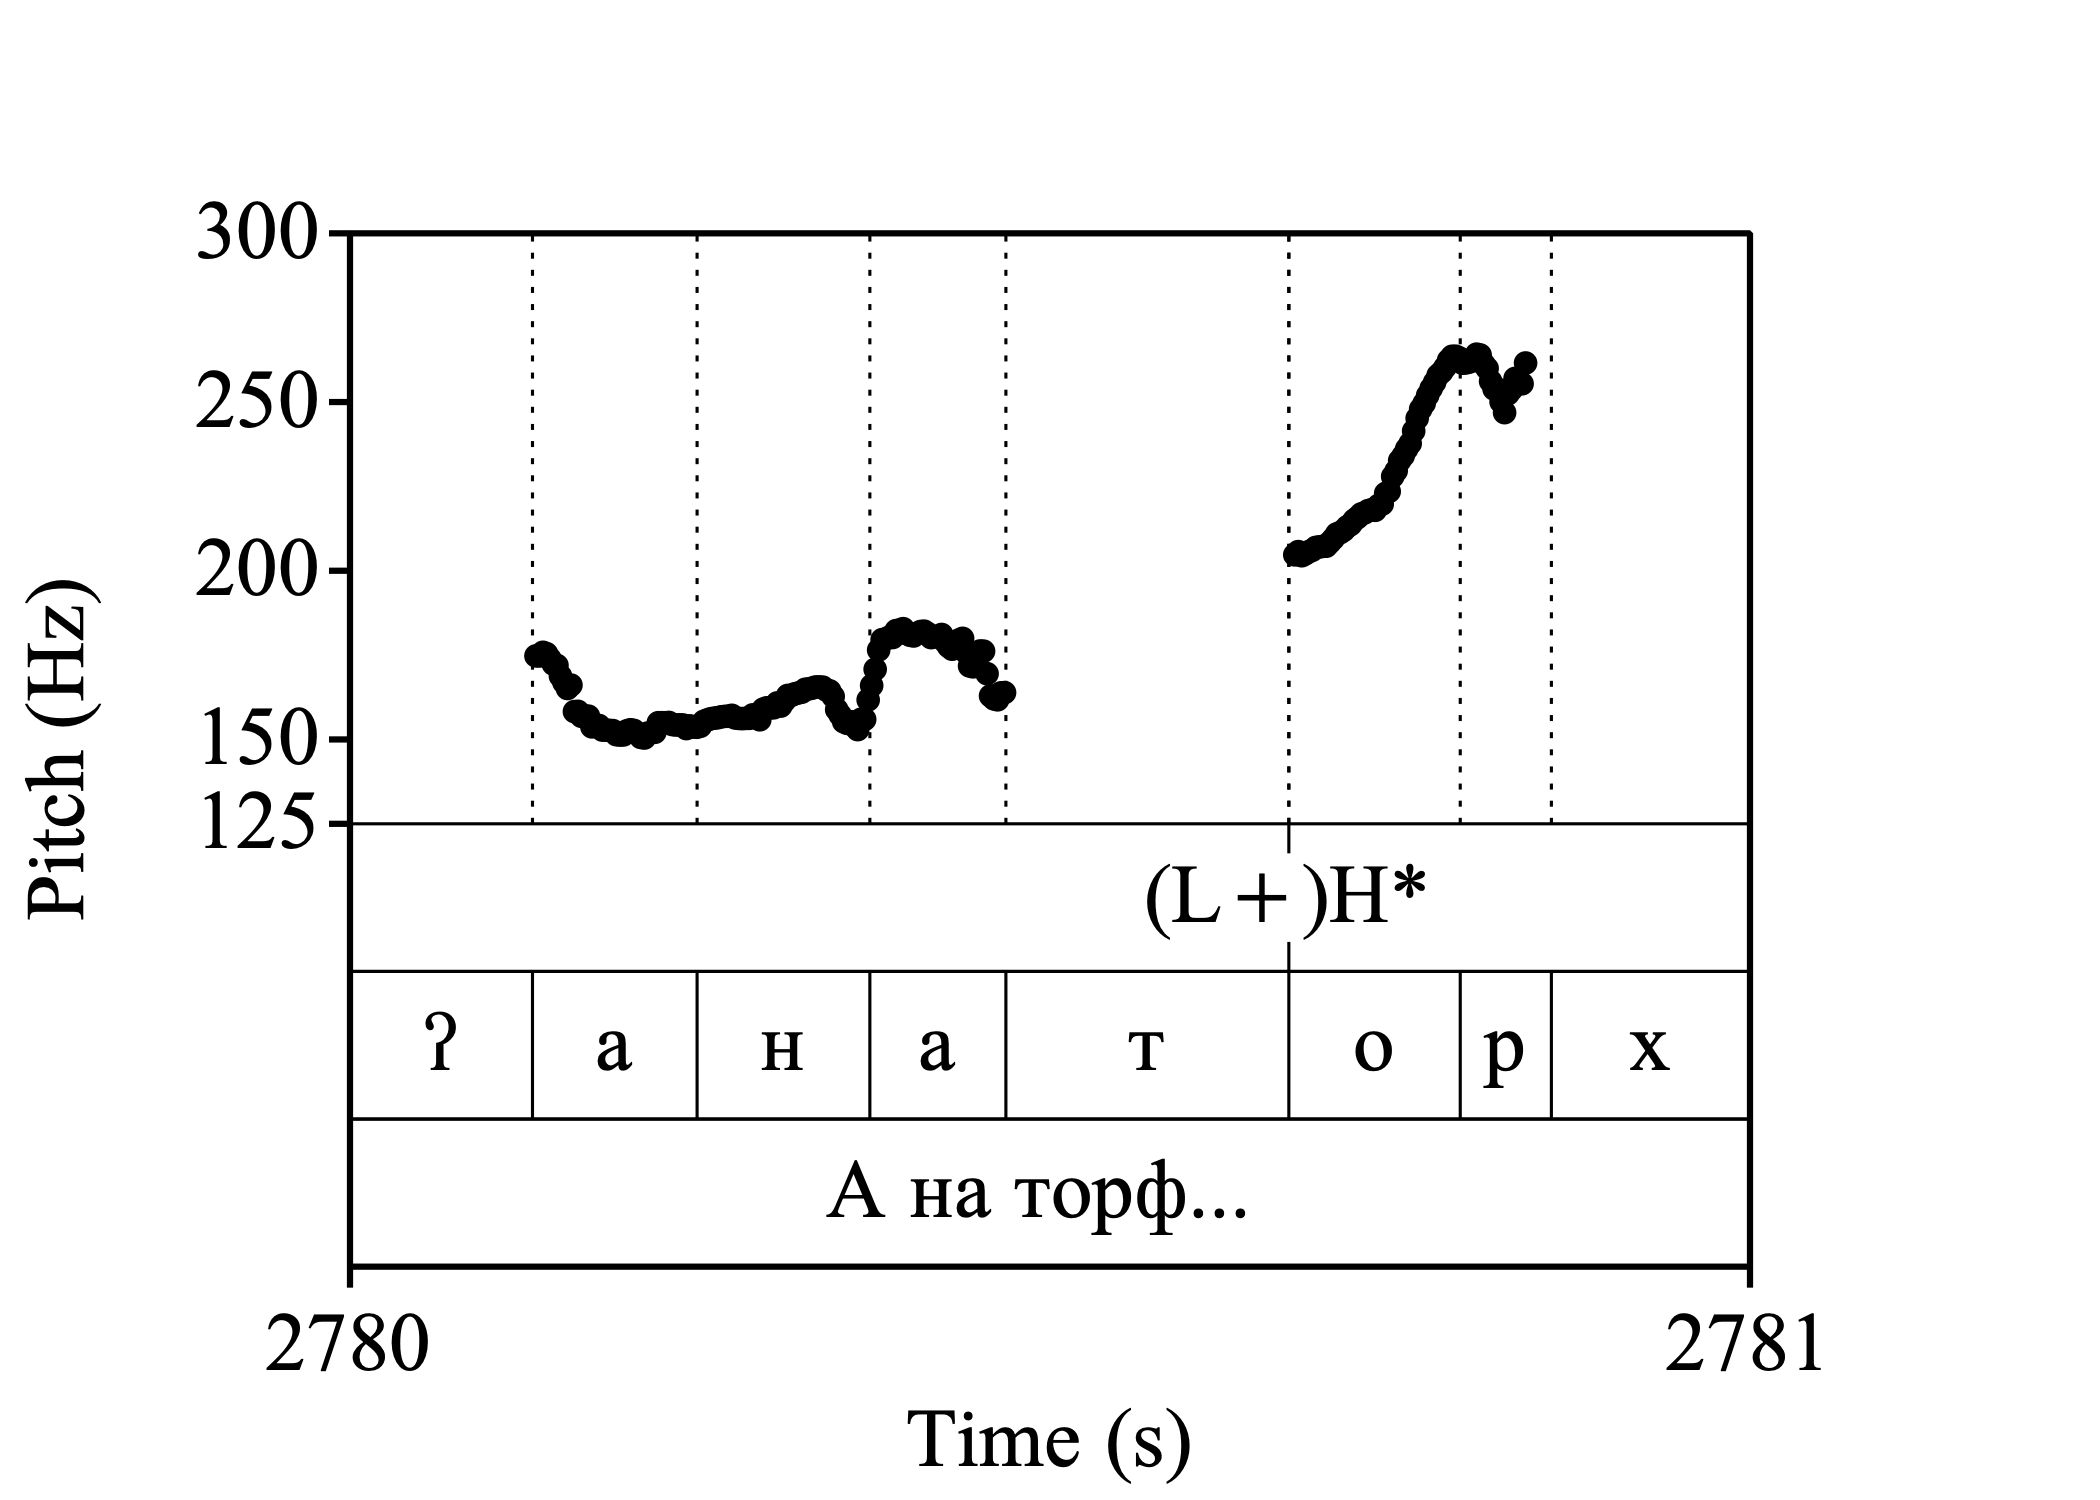 300
250
200
150
125
Pitch (Hz)
(L+)H*
ʔ а н а т о р х
А на торф...
2780 2781
Time (s)